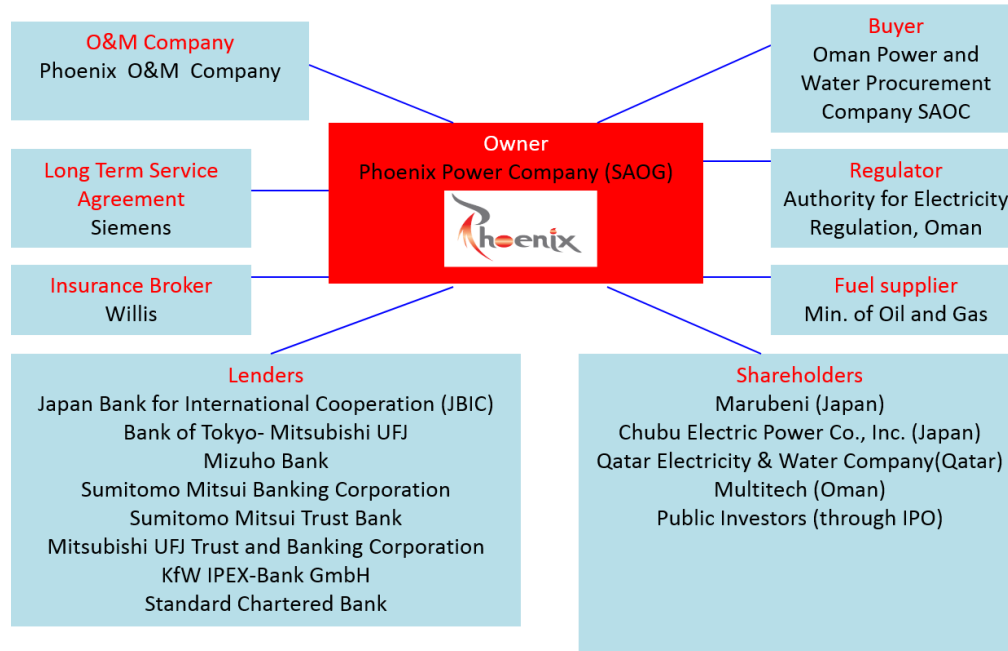 O&M Company
Phoenix  O&M  Company
Buyer
Oman Power and
Water Procurement
Company SAOC
Owner
Phoenix Power Company (SAOG)
Phoenix
Long Term Service
Agreement
Siemens
Regulator
Authority for Electricity
Regulation, Oman
Insurance Broker
Willis
Fuel supplier
Min. of Oil and Gas
Lenders
Japan Bank for International Cooperation (JBIC)
Bank of Tokyo- Mitsubishi UFJ
Mizuho Bank
Sumitomo Mitsui Banking Corporation
Sumitomo Mitsui Trust Bank
Mitsubishi UFJ Trust and Banking Corporation
KfW IPEX-Bank GmbH
Standard Chartered Bank
Shareholders
Marubeni (Japan)
Chubu Electric Power Co., Inc. (Japan)
Qatar Electricity & Water Company(Qatar)
Multitech (Oman)
Public Investors (through IPO)